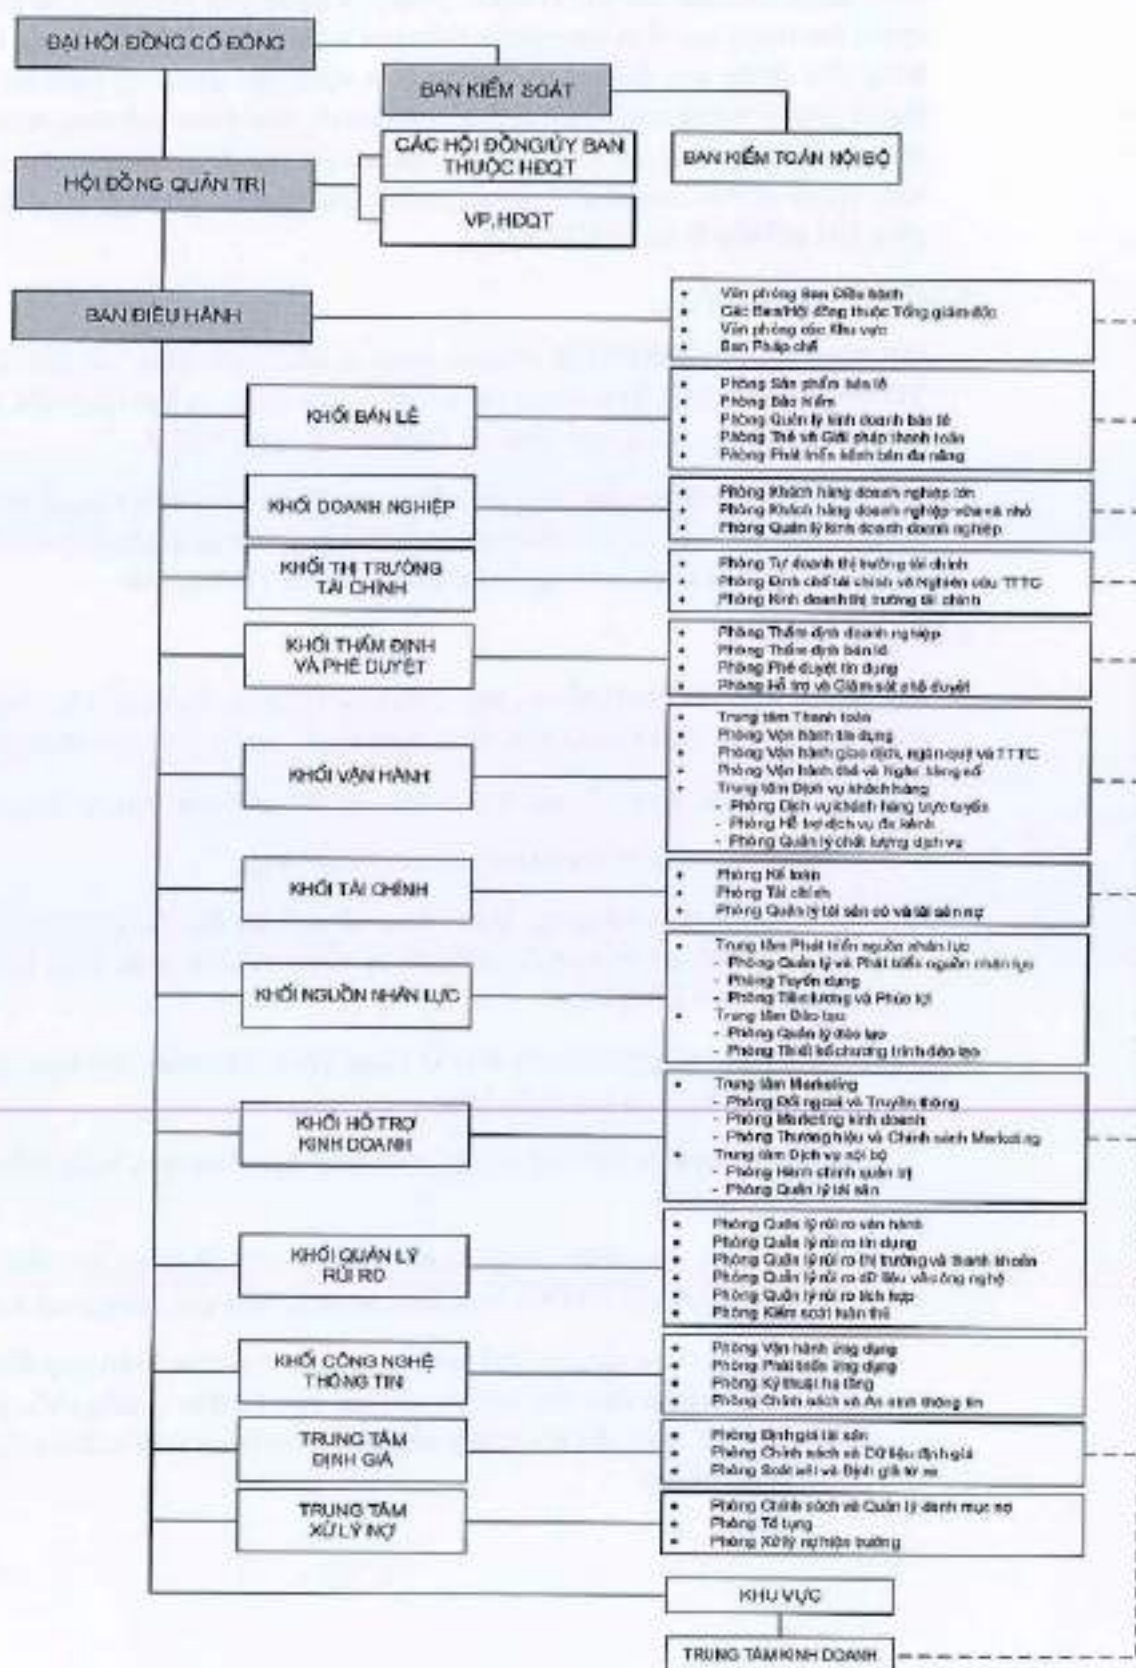 ĐẠI HỘI ĐỒNG CỔ ĐÔNG
BAN KIỂM SOÁT
CÁC HỘI ĐỒNG/ỦY BAN
THUỘC HĐQT
BAN KIỂM TOÁN NỘI BỘ
HỘI ĐỒNG QUẢN TRỊ
VP.HĐQT
BAN ĐIỀU HÀNH
• Văn phòng Ban Điều hành
• Các Ban/Hội đồng thuộc Tổng giám đốc
• Văn phòng các Khu vực
• Ban Pháp chế
KHỐI BÁN LẺ
• Phòng Sản phẩm bán lẻ
• Phòng Bảo hiểm
• Phòng Quản lý kinh doanh bán lẻ
• Phòng Thẻ và Giải pháp thanh toán
• Phòng Phát triển kênh bán đa năng
KHỐI DOANH NGHIỆP
• Phòng Khách hàng doanh nghiệp lớn
• Phòng Khách hàng doanh nghiệp vừa và nhỏ
• Phòng Quản lý kinh doanh doanh nghiệp
KHỐI THỊ TRƯỜNG
TÀI CHÍNH
• Phòng Tự doanh thị trường tài chính
• Phòng Định chế tài chính và Nghiên cứu TTTC
• Phòng Kinh doanh thị trường tài chính
KHỐI THẨM ĐỊNH
VÀ PHÊ DUYỆT
• Phòng Thẩm định doanh nghiệp
• Phòng Thẩm định bán lẻ
• Phòng Phê duyệt tín dụng
• Phòng Hỗ trợ và Giám sát phê duyệt
KHỐI VẬN HÀNH
• Trung tâm Thanh toán
• Phòng Vận hành tín dụng
• Phòng Vận hành giao dịch, ngân quỹ và TTTC
• Phòng Vận hành thẻ và Ngân hàng số
• Trung tâm Dịch vụ khách hàng
- Phòng Dịch vụ khách hàng trực tuyến
- Phòng Hỗ trợ dịch vụ đa kênh
- Phòng Quản lý chất lượng dịch vụ
KHỐI TÀI CHÍNH
• Phòng Kế toán
• Phòng Tài chính
• Phòng Quản lý tài sản có và tài sản nợ
KHỐI NGUỒN NHÂN LỰC
• Trung tâm Phát triển nguồn nhân lực
- Phòng Quản lý và Phát triển nguồn nhân lực
- Phòng Tuyển dụng
- Phòng Tiền lương và Phúc lợi
• Trung tâm Đào tạo
- Phòng Quản lý đào tạo
- Phòng Thiết kế chương trình đào tạo
KHỐI HỖ TRỢ
KINH DOANH
• Trung tâm Marketing
- Phòng Đối ngoại và Truyền thông
- Phòng Marketing kinh doanh
- Phòng Thương hiệu và Chính sách Marketing
• Trung tâm Dịch vụ nội bộ
- Phòng Hành chính quản trị
- Phòng Quản lý tài sản
KHỐI QUẢN LÝ
RỦI RO
• Phòng Quản lý rủi ro vận hành
• Phòng Quản lý rủi ro tín dụng
• Phòng Quản lý rủi ro thị trường và thanh khoản
• Phòng Quản lý rủi ro dữ liệu và công nghệ
• Phòng Quản lý rủi ro tích hợp
• Phòng Kiểm soát tuân thủ
KHỐI CÔNG NGHỆ
THÔNG TIN
• Phòng Vận hành ứng dụng
• Phòng Phát triển ứng dụng
• Phòng Kỹ thuật hạ tầng
• Phòng Chính sách và An ninh thông tin
TRUNG TÂM
ĐỊNH GIÁ
• Phòng Định giá tài sản
• Phòng Chính sách và Dữ liệu định giá
• Phòng Soát xét và Định giá từ xa
TRUNG TÂM
XỬ LÝ NỢ
• Phòng Chính sách và Quản lý danh mục nợ
• Phòng Tố tụng
• Phòng Xử lý nợ hiện trường
KHU VỰC
TRUNG TÂM KINH DOANH